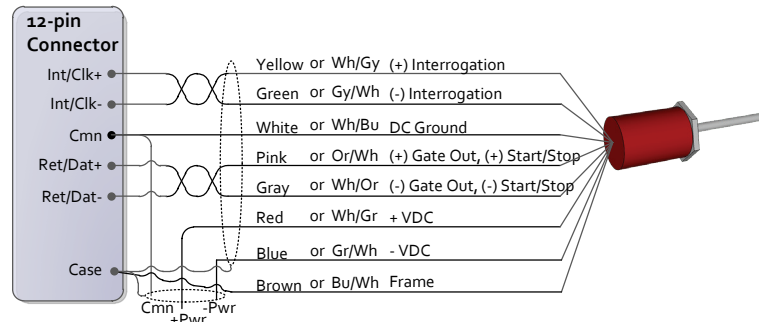 12-pin
Connector
Int/Clk+
Int/Clk-
Cmn
Ret/Dat+
Ret/Dat-
Case
Yellow or Wh/Gy (+) Interrogation
Green or Gy/Wh (-) Interrogation
White or Wh/Bu DC Ground
Pink or Or/Wh (+) Gate Out, (+) Start/Stop
Gray or Wh/Or (-) Gate Out, (-) Start/Stop
Red or Wh/Gr + VDC
Blue or Gr/Wh - VDC
Brown or Bu/Wh Frame
Cmn -Pwr
+Pwr